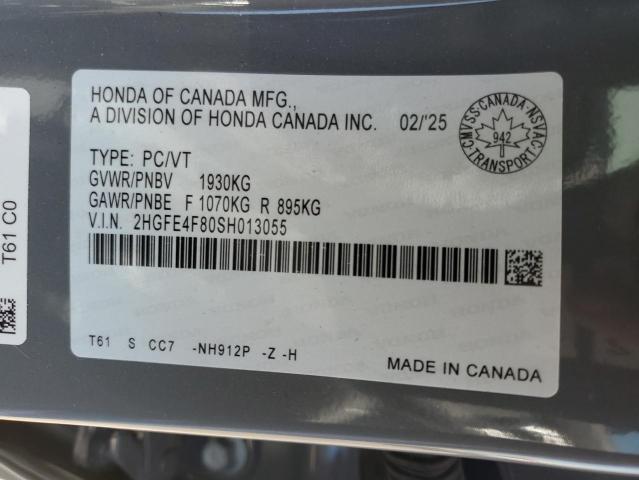 HONDA OF CANADA MFG.,
A DIVISION OF HONDA CANADA INC. 02/'25
CMVSS-CANADA-NSVAC
942
TRANSPORT
TYPE: PC/VT
GVWR/PNBV 1930KG
GAWR/PNBE F 1070KG R 895KG
V.I.N. 2HGFE4F80SH013055
T61 S CC7 -NH912P -Z -H
MADE IN CANADA
T61 C0